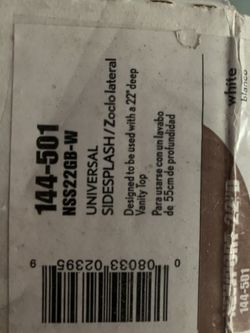 144-501
NSS22GB-W
UNIVERSAL
SIDESPLASH/Zoclo lateral
Designed to be used with a 22" deep
Vanity Top
Para usarse con un lavabo
de 55cm de profundidad
0 08033 02395 9
white
blanco
144-501